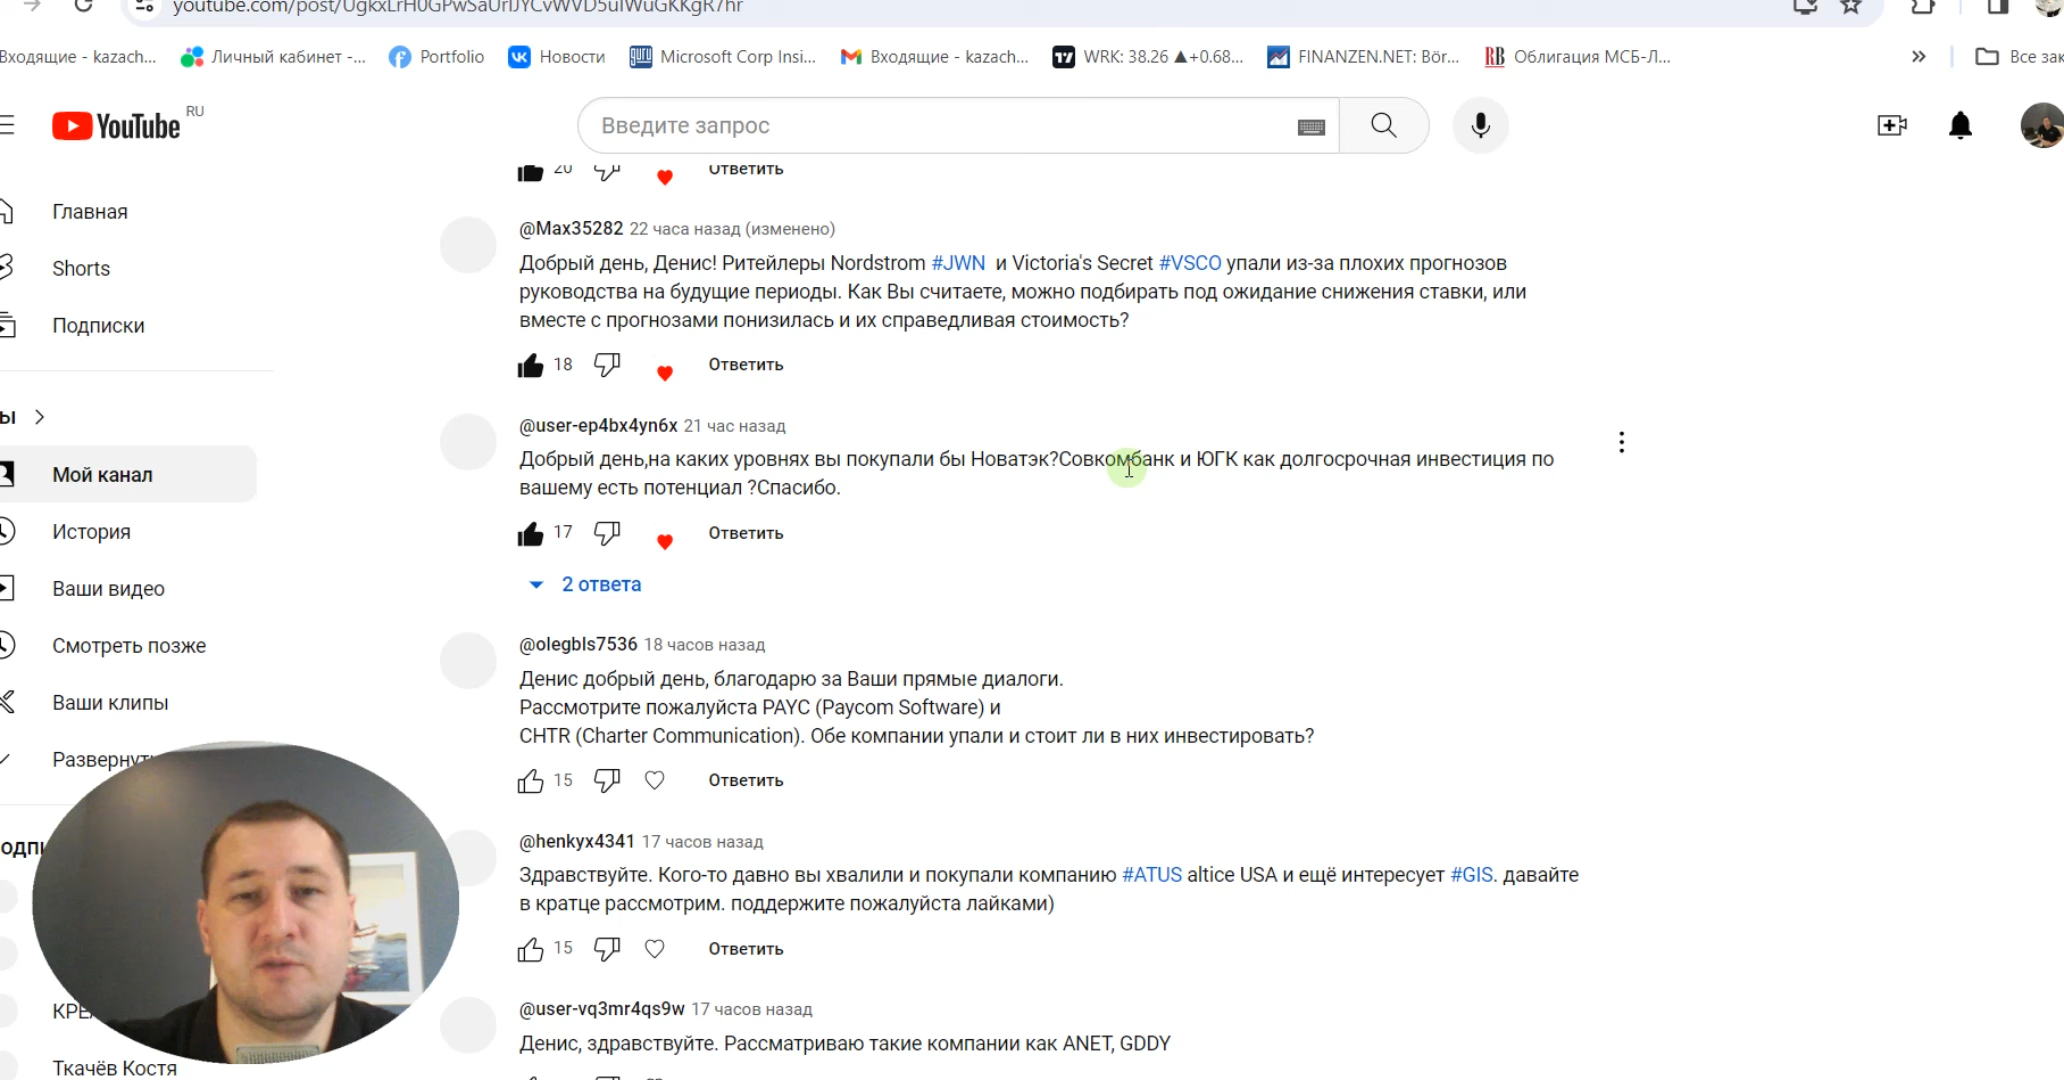 youtube.com/post/UgkxLrH0GPwSaUrIJYCvWVD5uIWuGKKgR7hr
Входящие - kazach...
Личный кабинет -...
Portfolio
Новости
Microsoft Corp Insi...
Входящие - kazach...
WRK: 38.26 ▲+0.68...
FINANZEN.NET: Bör...
Облигация МСБ-Л...
»
Все зак
YouTube RU
Введите запрос
Главная
Shorts
Подписки
ы
Мой канал
История
Ваши видео
Смотреть позже
Ваши клипы
Развернут
одпи
КРЕ
Ткачёв Костя
20 Ответить
@Max35282 22 часа назад (изменено)
Добрый день, Денис! Ритейлеры Nordstrom #JWN и Victoria's Secret #VSCO упали из-за плохих прогнозов
руководства на будущие периоды. Как Вы считаете, можно подбирать под ожидание снижения ставки, или
вместе с прогнозами понизилась и их справедливая стоимость?
18 Ответить
@user-ep4bx4yn6x 21 час назад
Добрый день,на каких уровнях вы покупали бы Новатэк?Совкомбанк и ЮГК как долгосрочная инвестиция по
вашему есть потенциал ?Спасибо.
17 Ответить
2 ответа
@olegbls7536 18 часов назад
Денис добрый день, благодарю за Ваши прямые диалоги.
Рассмотрите пожалуйста PAYC (Paycom Software) и
CHTR (Charter Communication). Обе компании упали и стоит ли в них инвестировать?
15 Ответить
@henkyx4341 17 часов назад
Здравствуйте. Кого-то давно вы хвалили и покупали компанию #ATUS altice USA и ещё интересует #GIS. давайте
в кратце рассмотрим. поддержите пожалуйста лайками)
15 Ответить
@user-vq3mr4qs9w 17 часов назад
Денис, здравствуйте. Рассматриваю такие компании как ANET, GDDY